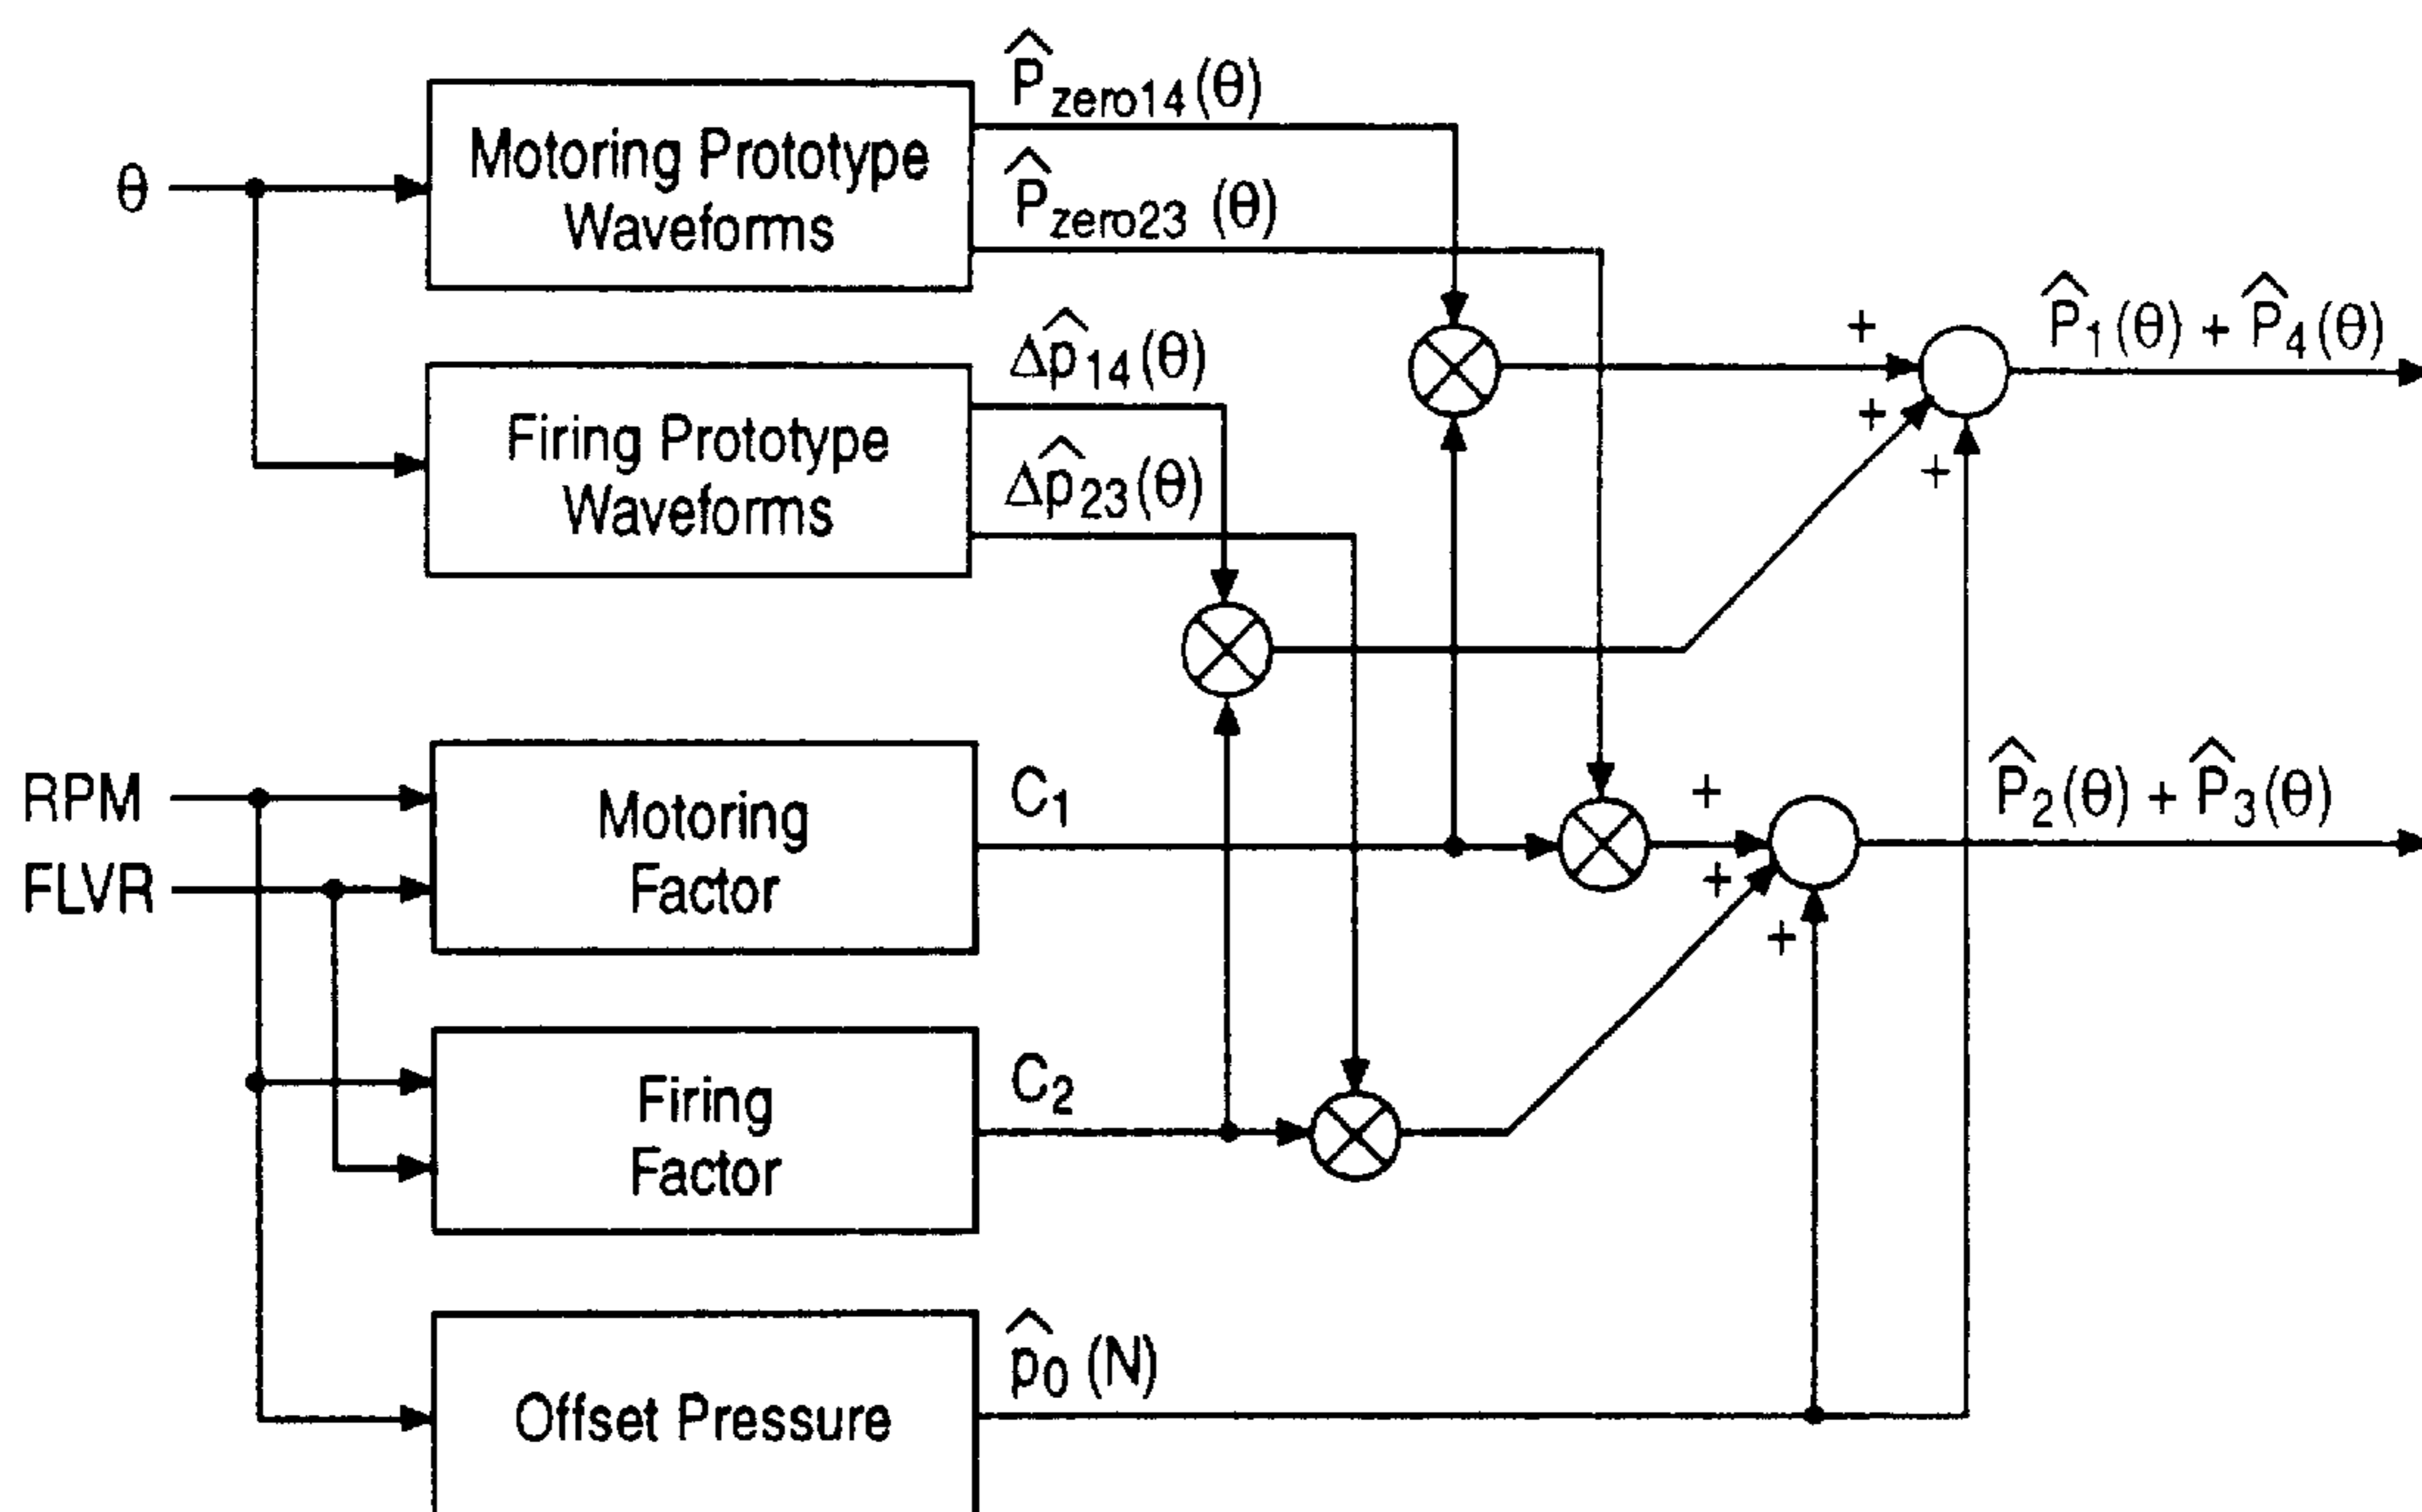 P̂zero14(θ)
Motoring Prototype
Waveforms
P̂zero23 (θ)
θ
P̂1(θ) + P̂4(θ)
+
+
+
Δp̂14(θ)
Firing Prototype
Waveforms
Δp̂23(θ)
RPM
FLVR
Motoring
Factor
C1
P̂2(θ) + P̂3(θ)
+
+
+
Firing
Factor
C2
Offset Pressure
p̂0 (N)